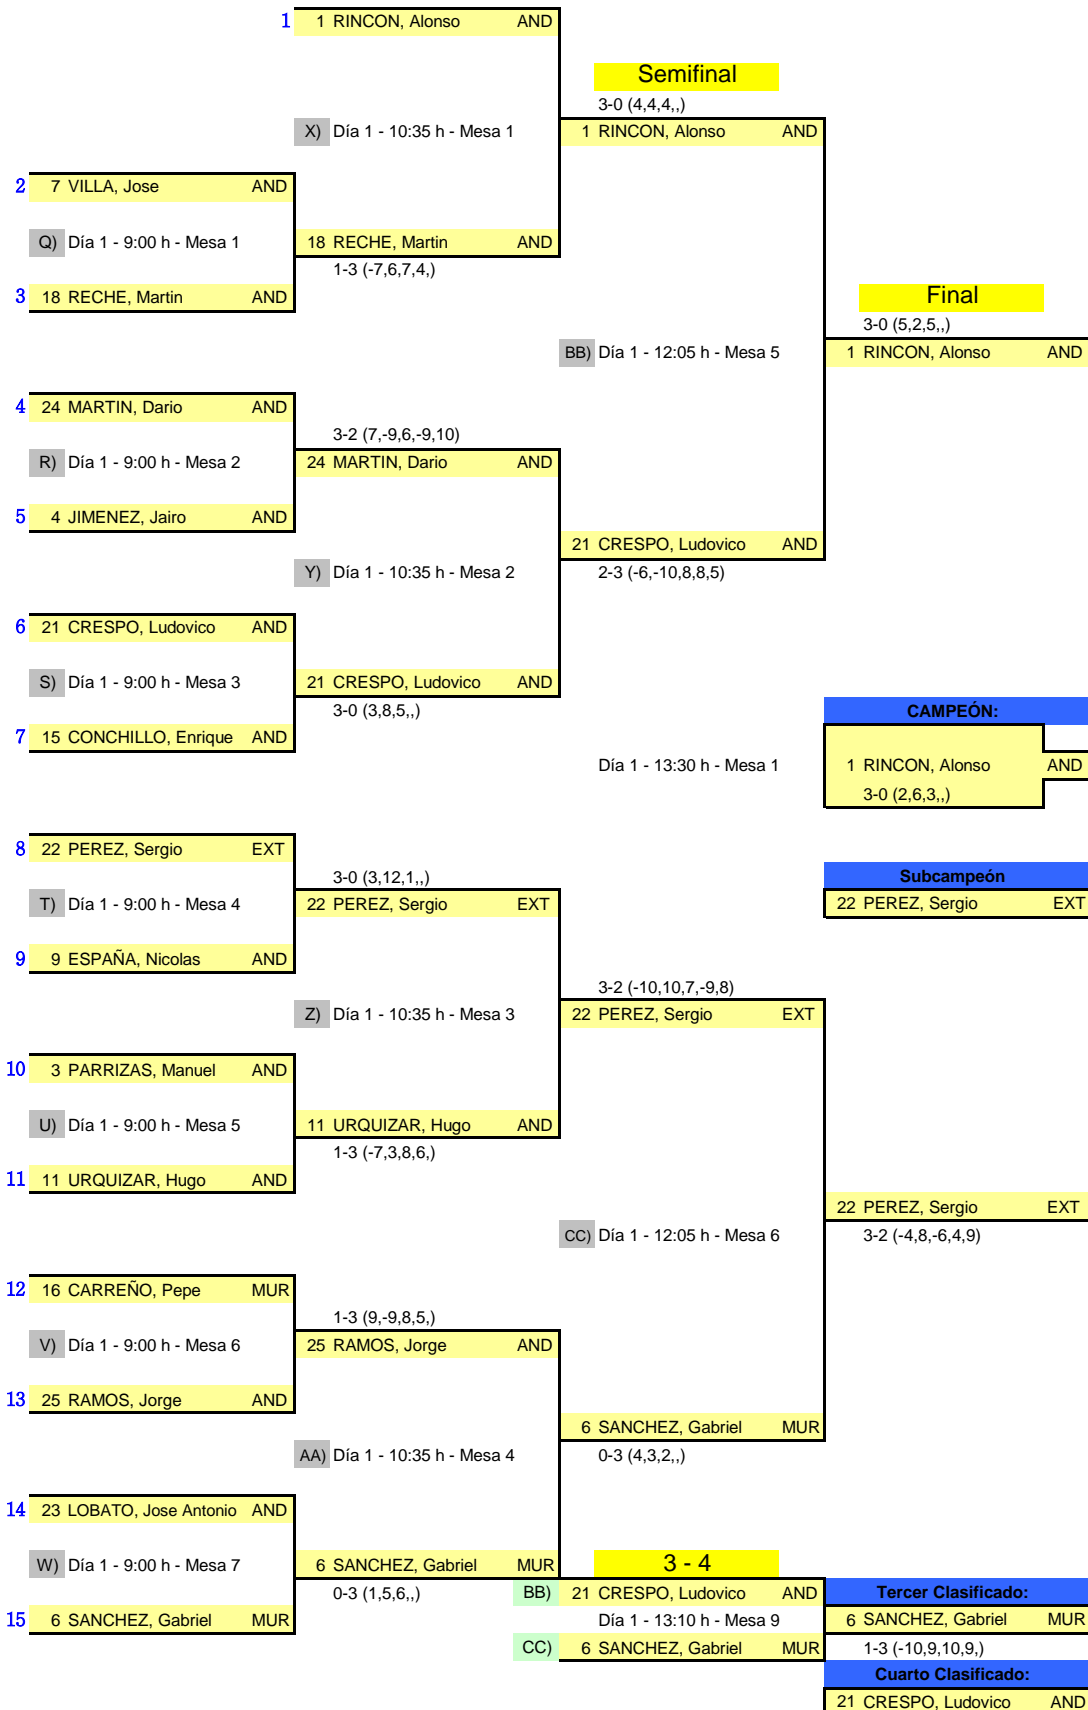 1 1 RINCON, Alonso AND
Semifinal
3-0 (4,4,4,,)
X) Día 1 - 10:35 h - Mesa 1 1 RINCON, Alonso AND
2 7 VILLA, Jose AND
Q) Día 1 - 9:00 h - Mesa 1 18 RECHE, Martin AND
1-3 (-7,6,7,4,)
3 18 RECHE, Martin AND Final
3-0 (5,2,5,,)
BB) Día 1 - 12:05 h - Mesa 5 1 RINCON, Alonso AND
4 24 MARTIN, Dario AND
3-2 (7,-9,6,-9,10)
R) Día 1 - 9:00 h - Mesa 2 24 MARTIN, Dario AND
5 4 JIMENEZ, Jairo AND
21 CRESPO, Ludovico AND
Y) Día 1 - 10:35 h - Mesa 2 2-3 (-6,-10,8,8,5)
6 21 CRESPO, Ludovico AND
S) Día 1 - 9:00 h - Mesa 3 21 CRESPO, Ludovico AND
3-0 (3,8,5,,) CAMPEÓN:
7 15 CONCHILLO, Enrique AND
Día 1 - 13:30 h - Mesa 1 1 RINCON, Alonso AND
3-0 (2,6,3,,)
8 22 PEREZ, Sergio EXT
3-0 (3,12,1,,) Subcampeón
T) Día 1 - 9:00 h - Mesa 4 22 PEREZ, Sergio EXT 22 PEREZ, Sergio EXT
9 9 ESPAÑA, Nicolas AND
3-2 (-10,10,7,-9,8)
Z) Día 1 - 10:35 h - Mesa 3 22 PEREZ, Sergio EXT
10 3 PARRIZAS, Manuel AND
U) Día 1 - 9:00 h - Mesa 5 11 URQUIZAR, Hugo AND
1-3 (-7,3,8,6,)
11 11 URQUIZAR, Hugo AND
22 PEREZ, Sergio EXT
CC) Día 1 - 12:05 h - Mesa 6 3-2 (-4,8,-6,4,9)
12 16 CARREÑO, Pepe MUR
1-3 (9,-9,8,5,)
V) Día 1 - 9:00 h - Mesa 6 25 RAMOS, Jorge AND
13 25 RAMOS, Jorge AND
6 SANCHEZ, Gabriel MUR
AA) Día 1 - 10:35 h - Mesa 4 0-3 (4,3,2,,)
14 23 LOBATO, Jose Antonio AND
W) Día 1 - 9:00 h - Mesa 7 6 SANCHEZ, Gabriel MUR 3 - 4
0-3 (1,5,6,,) BB) 21 CRESPO, Ludovico AND Tercer Clasificado:
15 6 SANCHEZ, Gabriel MUR Día 1 - 13:10 h - Mesa 9 6 SANCHEZ, Gabriel MUR
CC) 6 SANCHEZ, Gabriel MUR 1-3 (-10,9,10,9,)
Cuarto Clasificado:
21 CRESPO, Ludovico AND